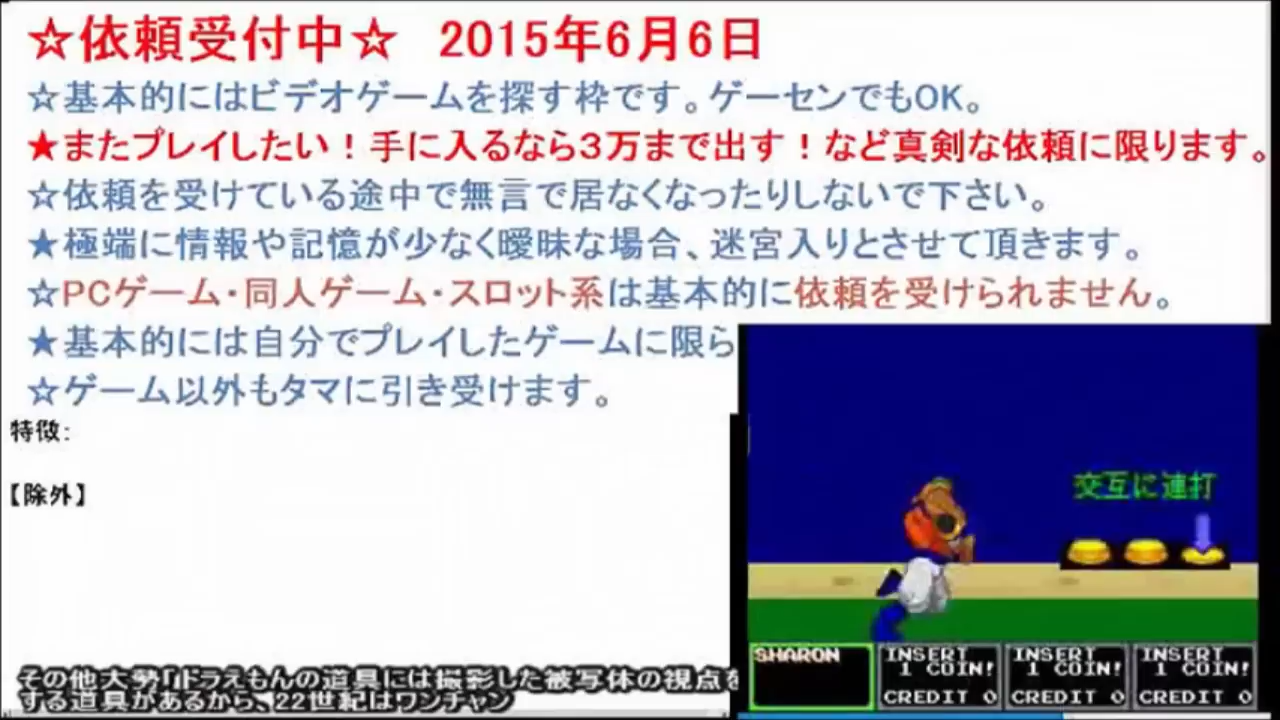 ☆依頼受付中☆ 2015年6月6日
☆基本的にはビデオゲームを探す枠です。ゲーセンでもOK。
★またプレイしたい！手に入るなら3万まで出す！など真剣な依頼に限ります。
☆依頼を受けている途中で無言で居なくなったりしないで下さい。
★極端に情報や記憶が少なく曖昧な場合、迷宮入りとさせて頂きます。
☆PCゲーム・同人ゲーム・スロット系は基本的に依頼を受けられません。
★基本的には自分でプレイしたゲームに限ら
☆ゲーム以外もタマに引き受けます。
特徴:
【除外】
交互に連打
SHARON
INSERT 1 COIN!
CREDIT 0
INSERT 1 COIN!
CREDIT 0
INSERT 1 COIN!
CREDIT 0
その他大勢「ドラえもんの道具には撮影した被写体の視点を
する道具があるから、22世紀はワンチャン